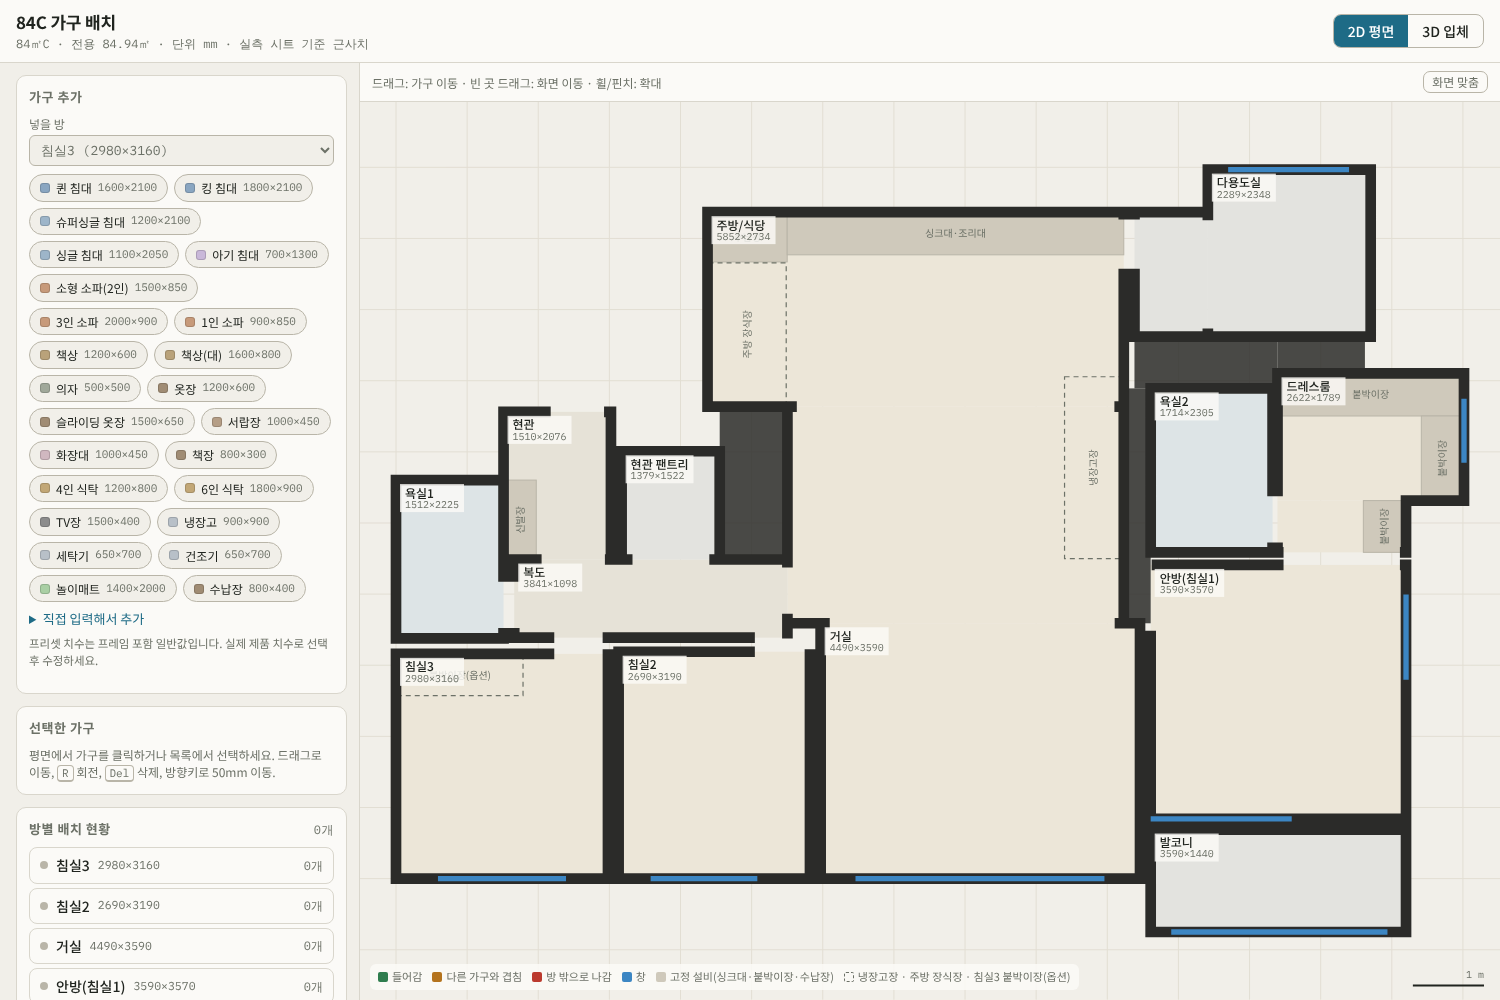 84C 가구 배치
84㎡C · 전용 84.94㎡ · 단위 mm · 실측 시트 기준 근사치
2D 평면
3D 입체
가구 추가
넣을 방
침실3 (2980×3160)
퀸 침대 1600×2100
킹 침대 1800×2100
슈퍼싱글 침대 1200×2100
싱글 침대 1100×2050
아기 침대 700×1300
소형 소파(2인) 1500×850
3인 소파 2000×900
1인 소파 900×850
책상 1200×600
책상(대) 1600×800
의자 500×500
옷장 1200×600
슬라이딩 옷장 1500×650
서랍장 1000×450
화장대 1000×450
책장 800×300
4인 식탁 1200×800
6인 식탁 1800×900
TV장 1500×400
냉장고 900×900
세탁기 650×700
건조기 650×700
놀이매트 1400×2000
수납장 800×400
▶ 직접 입력해서 추가
프리셋 치수는 프레임 포함 일반값입니다. 실제 제품 치수로 선택
후 수정하세요.
선택한 가구
평면에서 가구를 클릭하거나 목록에서 선택하세요. 드래그로
이동, R 회전, Del 삭제, 방향키로 50mm 이동.
방별 배치 현황
0개
침실3 2980×3160 0개
침실2 2690×3190 0개
거실 4490×3590 0개
안방(침실1) 3590×3570 0개
드래그: 가구 이동 · 빈 곳 드래그: 화면 이동 · 휠/핀치: 확대
화면 맞춤
다용도실
2289×2348
주방/식당
5852×2734
싱크대·조리대
주방 장식장
냉장고장
욕실2
1714×2305
드레스룸
2622×1789
붙박이장
붙박이장
붙박이장
현관
1510×2076
신발장
현관 팬트리
1379×1522
욕실1
1512×2225
복도
3841×1098
거실
4490×3590
안방(침실1)
3590×3570
침실3
2980×3160
(옵션)
침실2
2690×3190
발코니
3590×1440
들어감
다른 가구와 겹침
방 밖으로 나감
창
고정 설비(싱크대·붙박이장·수납장)
냉장고장 · 주방 장식장 · 침실3 붙박이장(옵션)
1 m